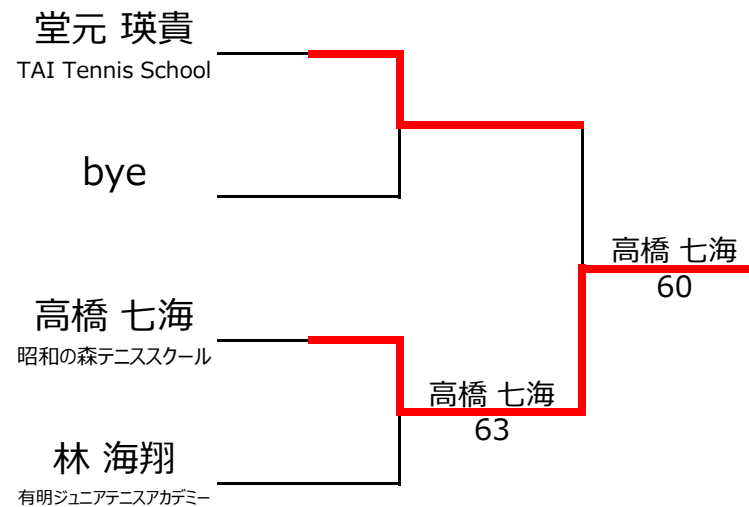 堂元 瑛貴
TAI Tennis School
bye
高橋 七海
60
高橋 七海
昭和の森テニススクール
高橋 七海
63
林 海翔
有明ジュニアテニスアカデミー